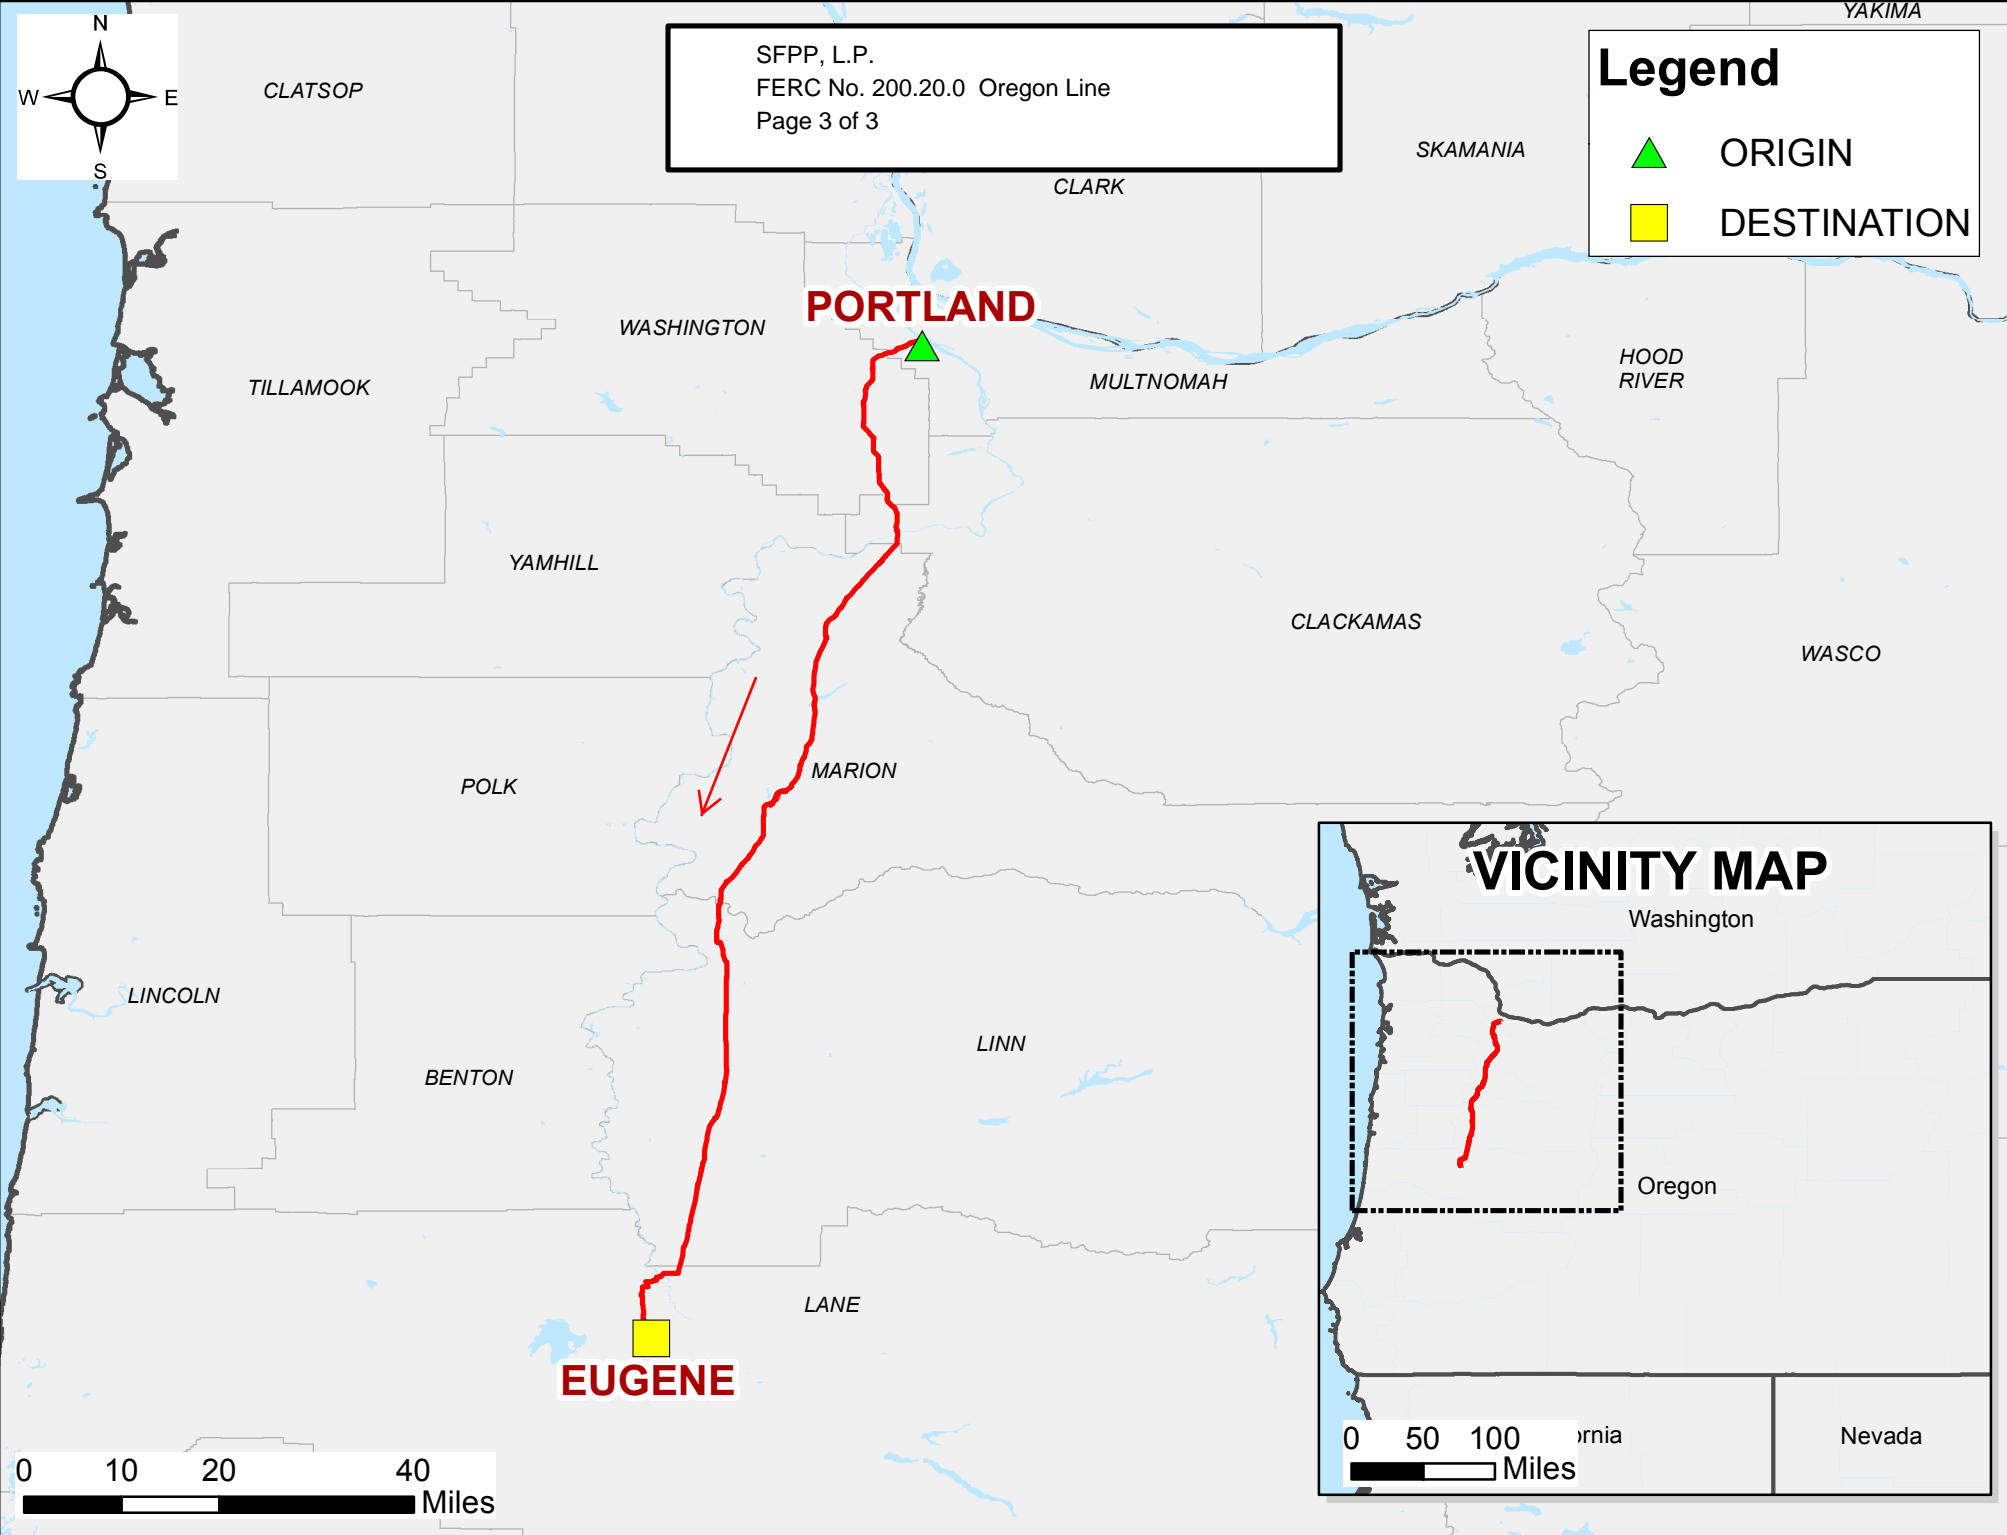 YAKIMA
N
W
E
S
CLATSOP
SFPP, L.P.
FERC No. 200.20.0 Oregon Line
Page 3 of 3
Legend
ORIGIN
DESTINATION
SKAMANIA
CLARK
PORTLAND
WASHINGTON
TILLAMOOK
MULTNOMAH
HOOD
RIVER
YAMHILL
CLACKAMAS
WASCO
POLK
MARION
LINCOLN
BENTON
LINN
LANE
EUGENE
VICINITY MAP
Washington
Oregon
ornia
Nevada
0 50 100
Miles
0 10 20 40
Miles